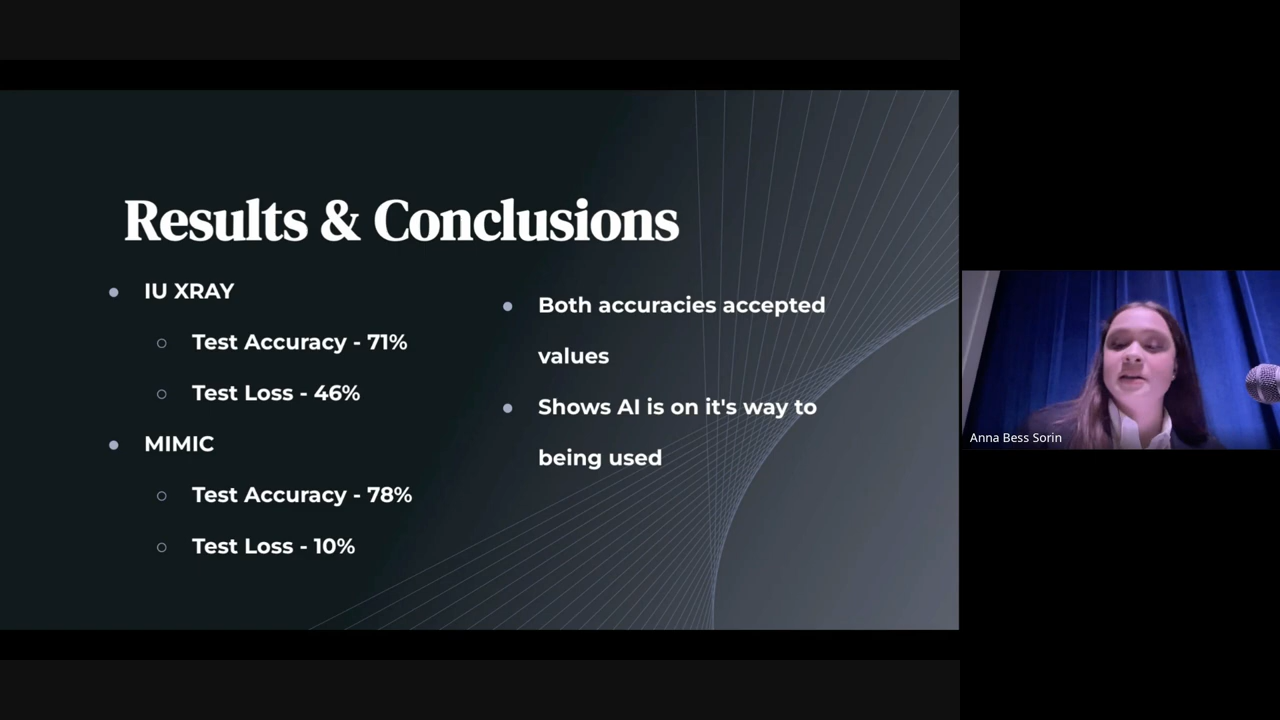 Results & Conclusions
IU XRAY
Test Accuracy - 71%
Test Loss - 46%
MIMIC
Test Accuracy - 78%
Test Loss - 10%
Both accuracies accepted
values
Shows AI is on it's way to
being used
Anna Bess Sorin